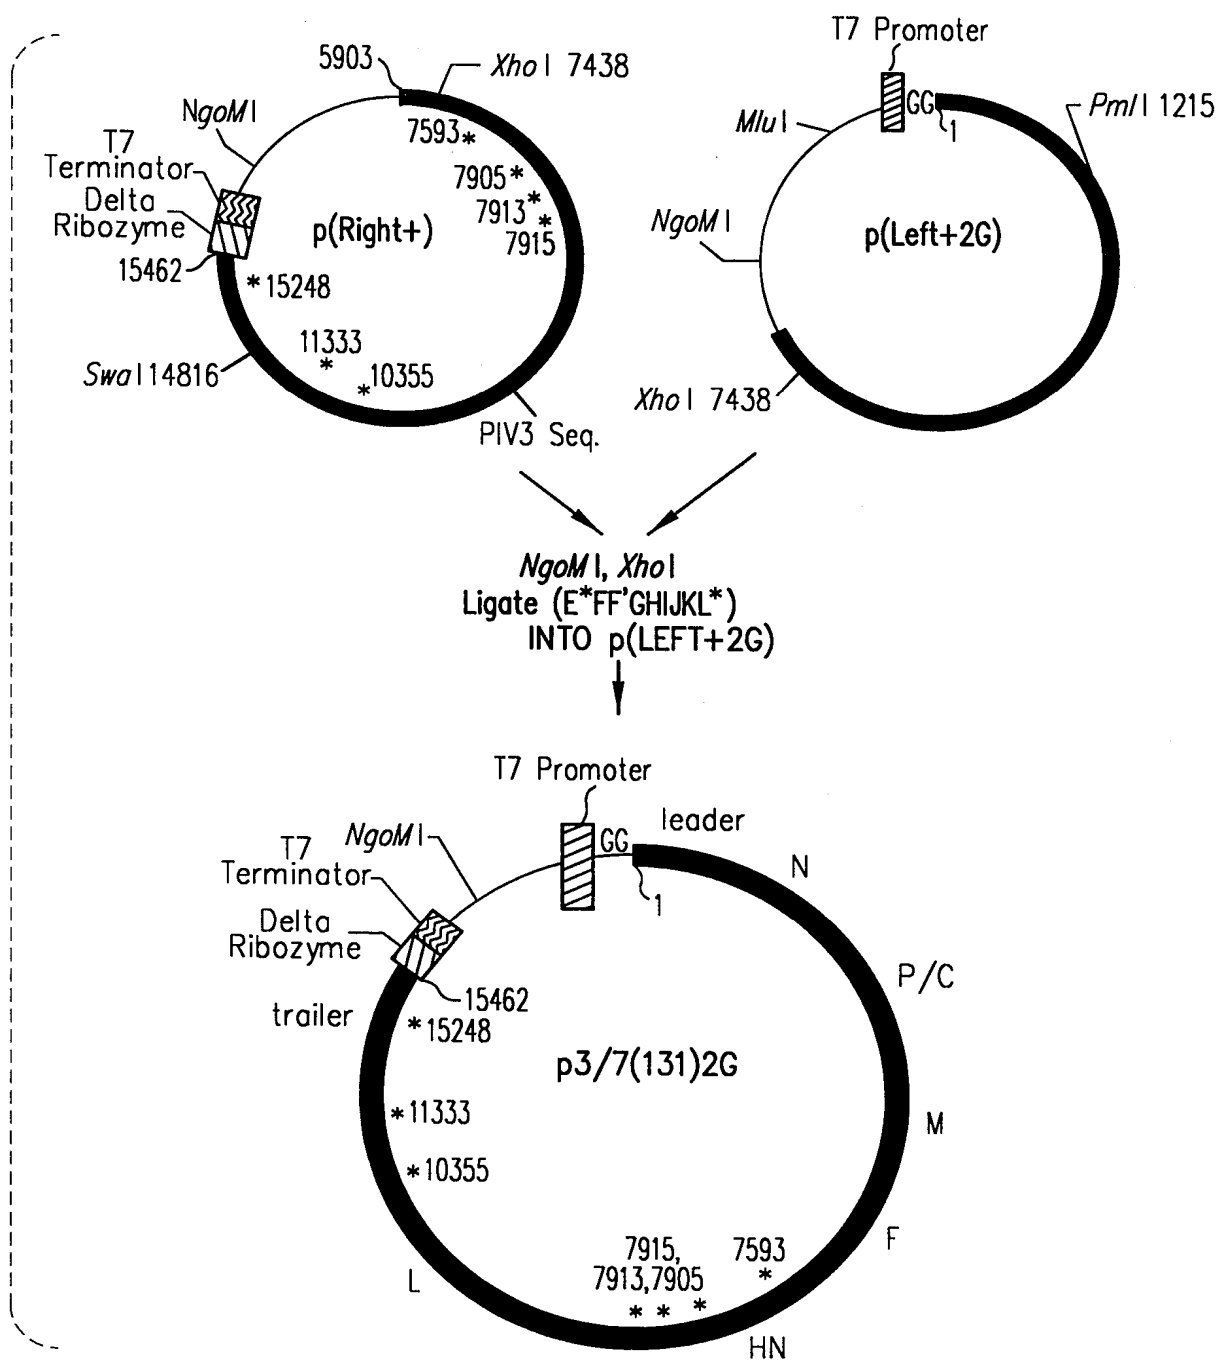 5903
XhoI 7438
NgoMI
T7
Terminator
Delta
Ribozyme
15462
7593*
7905*
7913*
*
7915
p(Right+)
*15248
11333
*
*10355
SwaI 14816
PIV3 Seq.
T7 Promoter
GG
1
PmlI 1215
MluI
NgoMI
p(Left+2G)
XhoI 7438
NgoMI, XhoI
Ligate (E*FF'GHIJKL*)
INTO p(LEFT+2G)
T7 Promoter
GG
leader
1
N
NgoMI
T7
Terminator
Delta
Ribozyme
15462
trailer
*15248
P/C
p3/7(131)2G
*11333
M
*10355
F
7915,
7913,7905
* * *
7593
*
L
HN